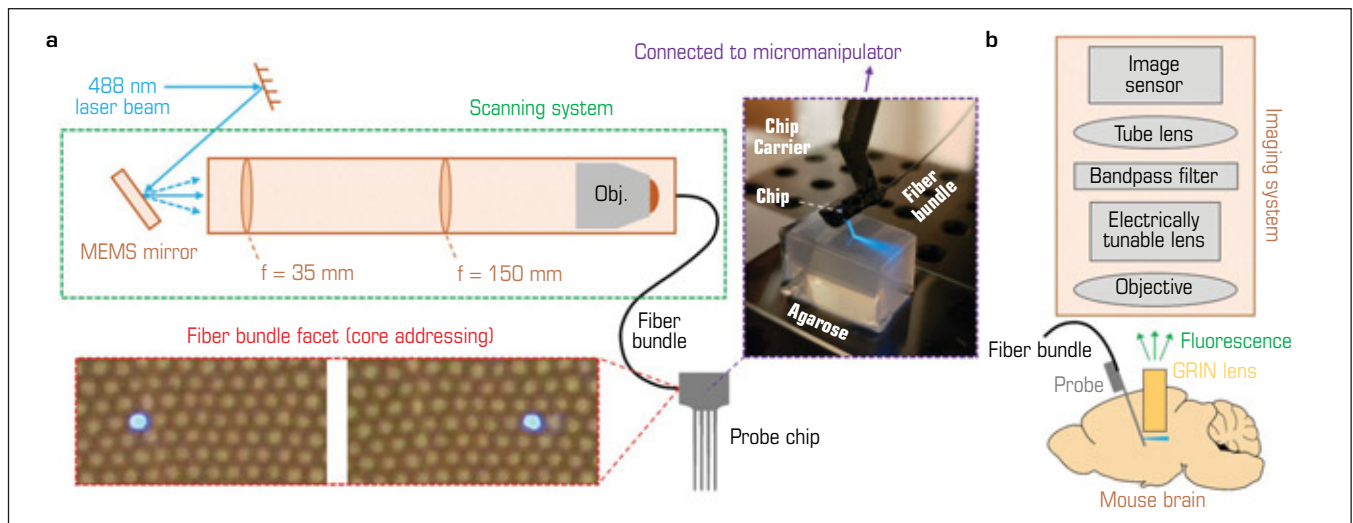 a
488 nm
laser beam
Scanning system
Obj.
MEMS mirror
f = 35 mm
f = 150 mm
Fiber bundle facet (core addressing)
Fiber
bundle
Probe chip
Connected to micromanipulator
Chip
Carrier
Chip
Fiber
bundle
Agarose
b
Image
sensor
Tube lens
Bandpass filter
Electrically
tunable lens
Objective
Imaging system
Fiber bundle
Fluorescence
GRIN lens
Probe
Mouse brain